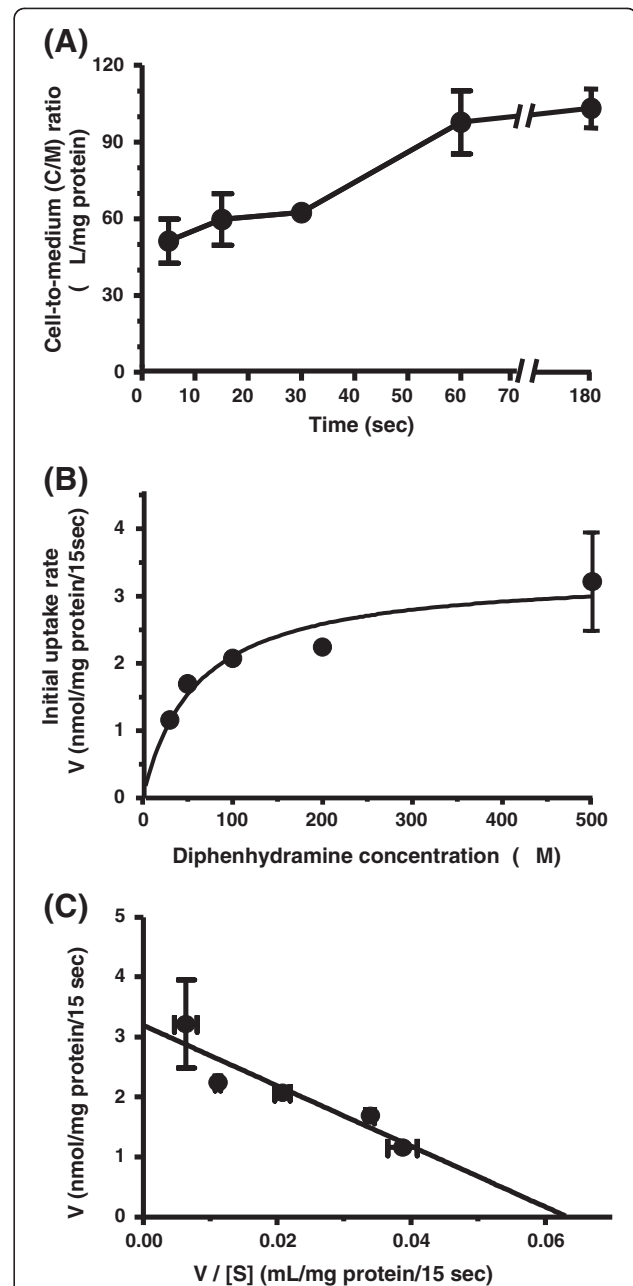 (A)
120
90
60
30
0
Cell-to-medium (C/M) ratio
( L/mg protein)
0 10 20 30 40 50 60 70 180
Time (sec)
(B)
4
3
2
1
0
Initial uptake rate
V (nmol/mg protein/15sec)
0 100 200 300 400 500
Diphenhydramine concentration ( M)
(C)
5
4
3
2
1
0
V (nmol/mg protein/15 sec)
0.00 0.02 0.04 0.06
V / [S] (mL/mg protein/15 sec)